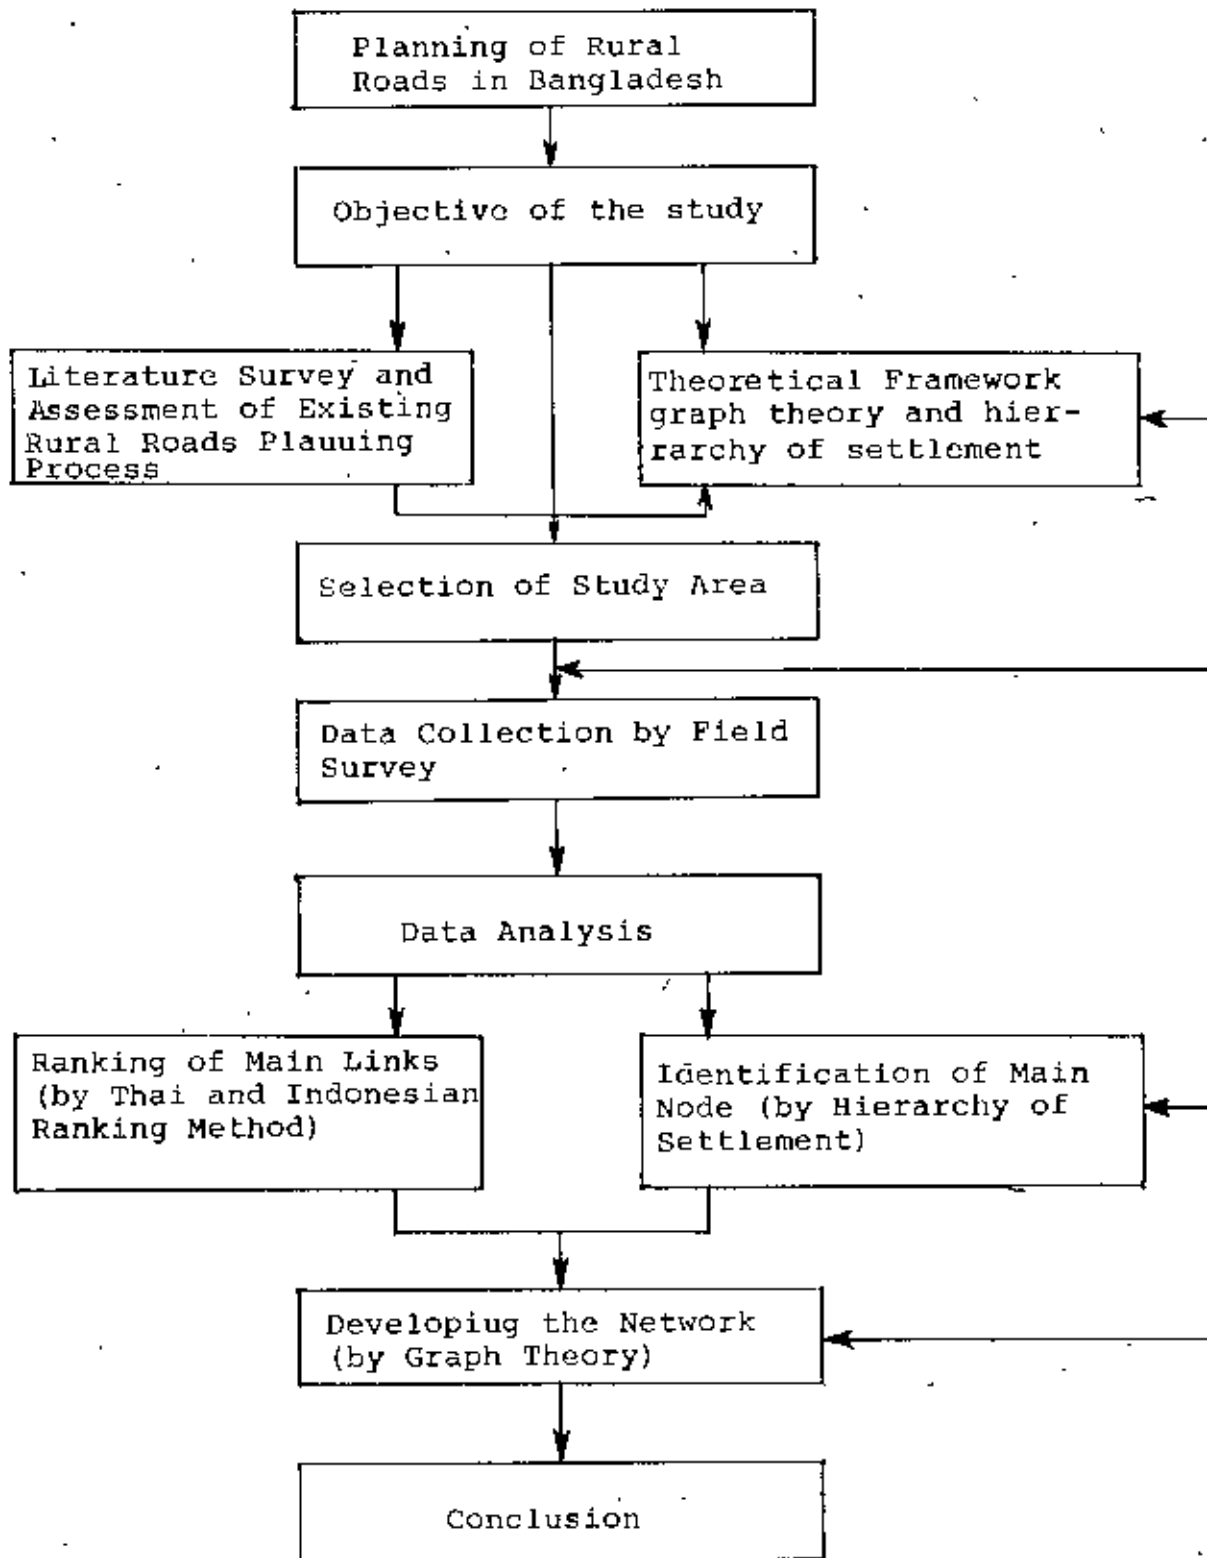 Planning of Rural
Roads in Bangladesh
Objective of the study
Literature Survey and
Assessment of Existing
Rural Roads Plauuing
Process
Theoretical Framework
graph theory and hier-
rarchy of settlement
Selection of Study Area
Data Collection by Field
Survey
Data Analysis
Ranking of Main Links
(by Thai and Indonesian
Ranking Method)
Identification of Main
Node (by Hierarchy of
Settlement)
Developiug the Network
(by Graph Theory)
Conclusion